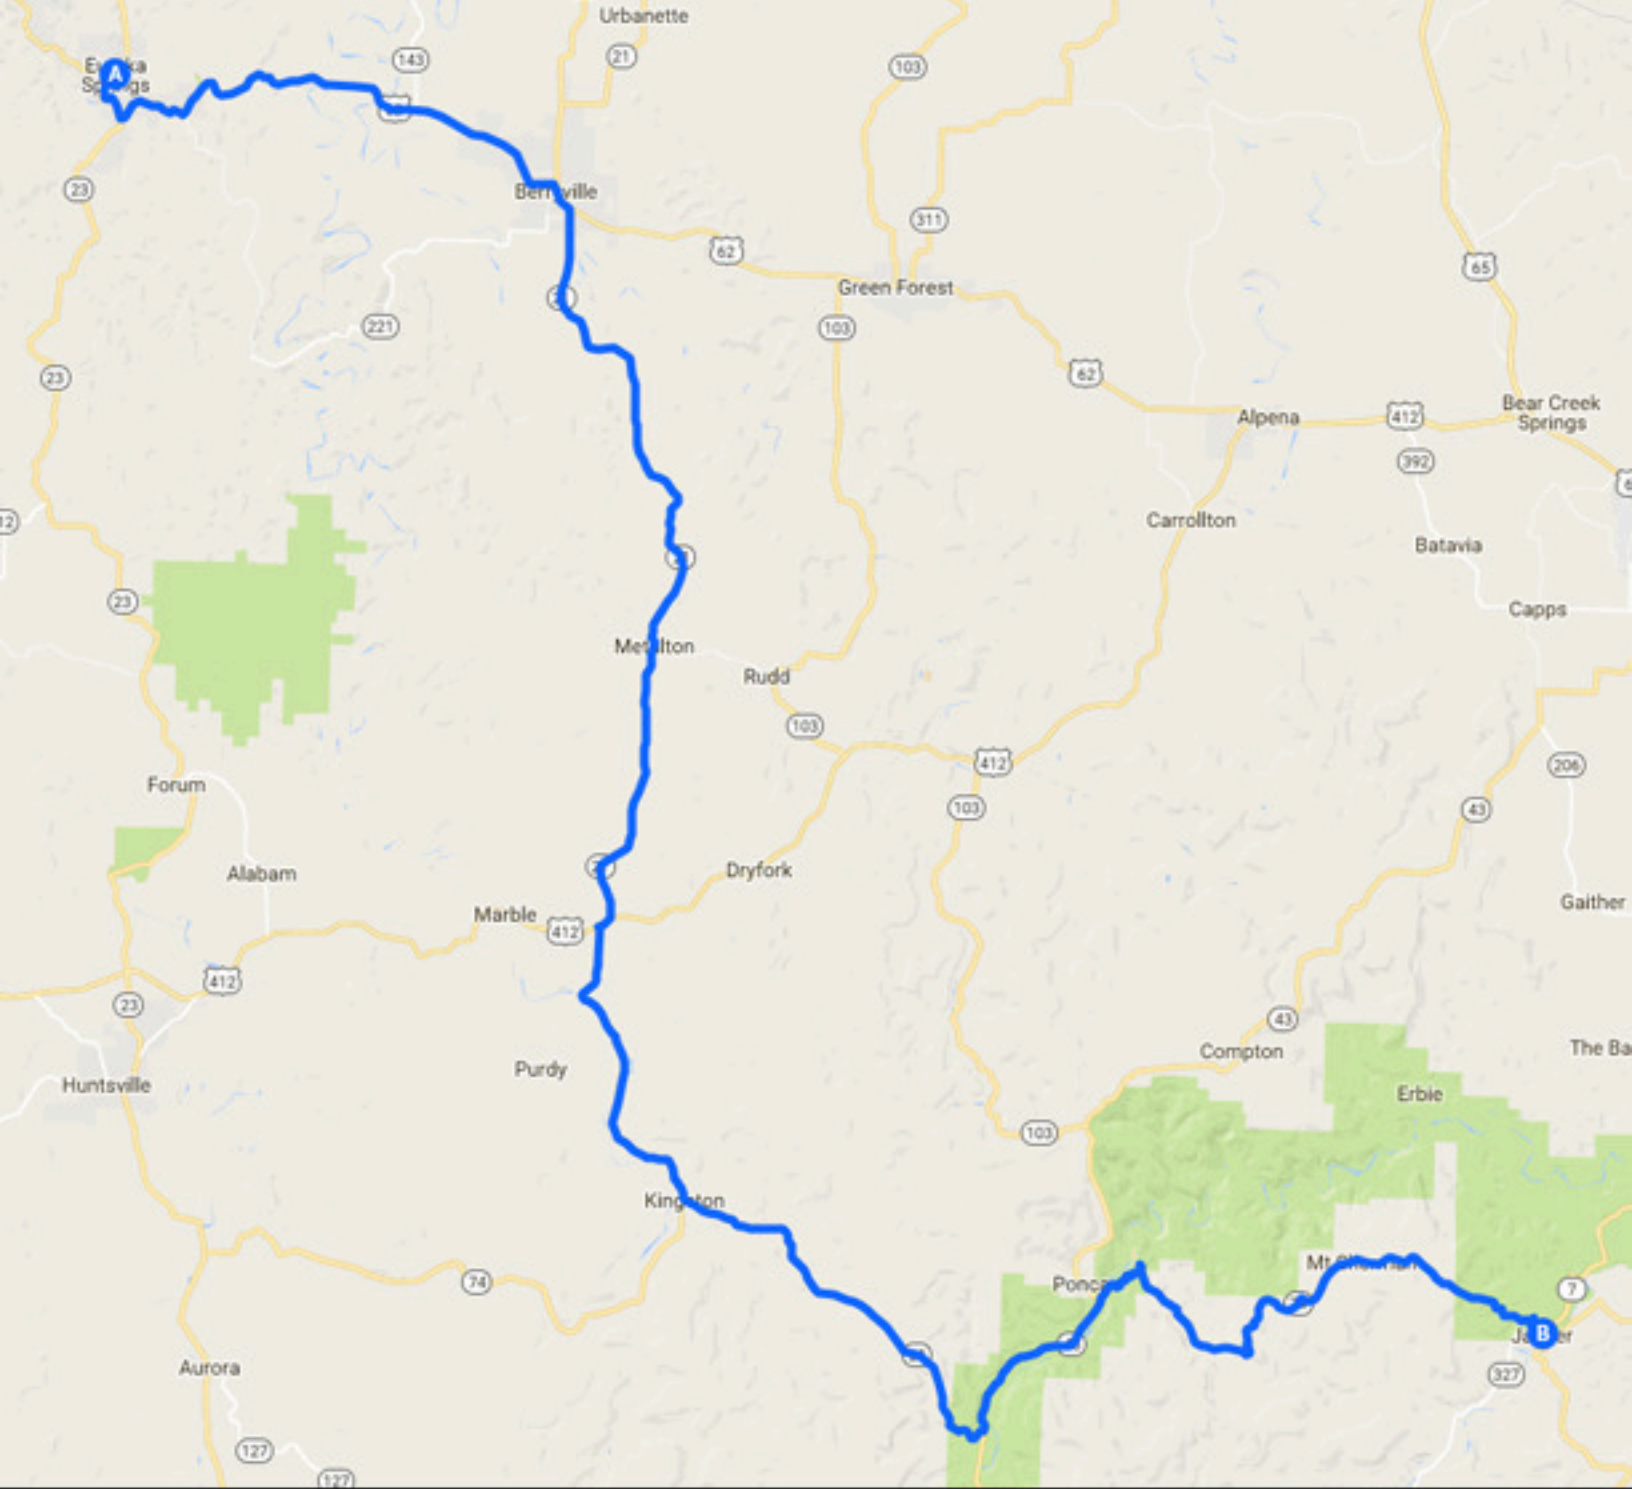 Urbanette
143
21
103
A
Springs
23
311
62
65
Green Forest
221
103
23
62
Alpena
412
Bear Creek
Springs
392
Carrollton
Batavia
23
Capps
Rudd
103
412
206
Forum
103
43
Alabam
Dryfork
Gaither
Marble
412
412
23
43
Compton
Purdy
The Ba
Huntsville
Erbie
103
Kingston
74
Ponca
7
B
Aurora
327
127
127